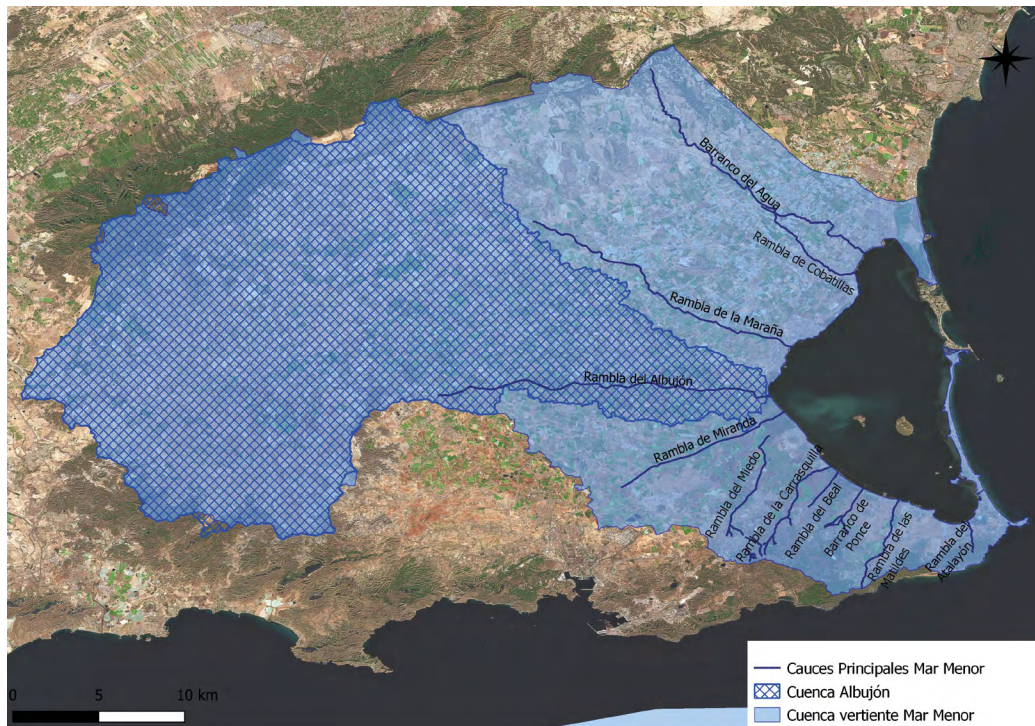 Barranco del Agua
Rambla de Cobatillas
Rambla de la Maraña
Rambla del Albujón
Rambla de Miranda
Rambla del Miedo
Rambla de la Carrasquilla
Rambla del Beal
Barranco de
Ponce
Rambla de las
Matildes
Rambla del
Atalayón
0 5 10 km
Cauces Principales Mar Menor
Cuenca Albujón
Cuenca vertiente Mar Menor